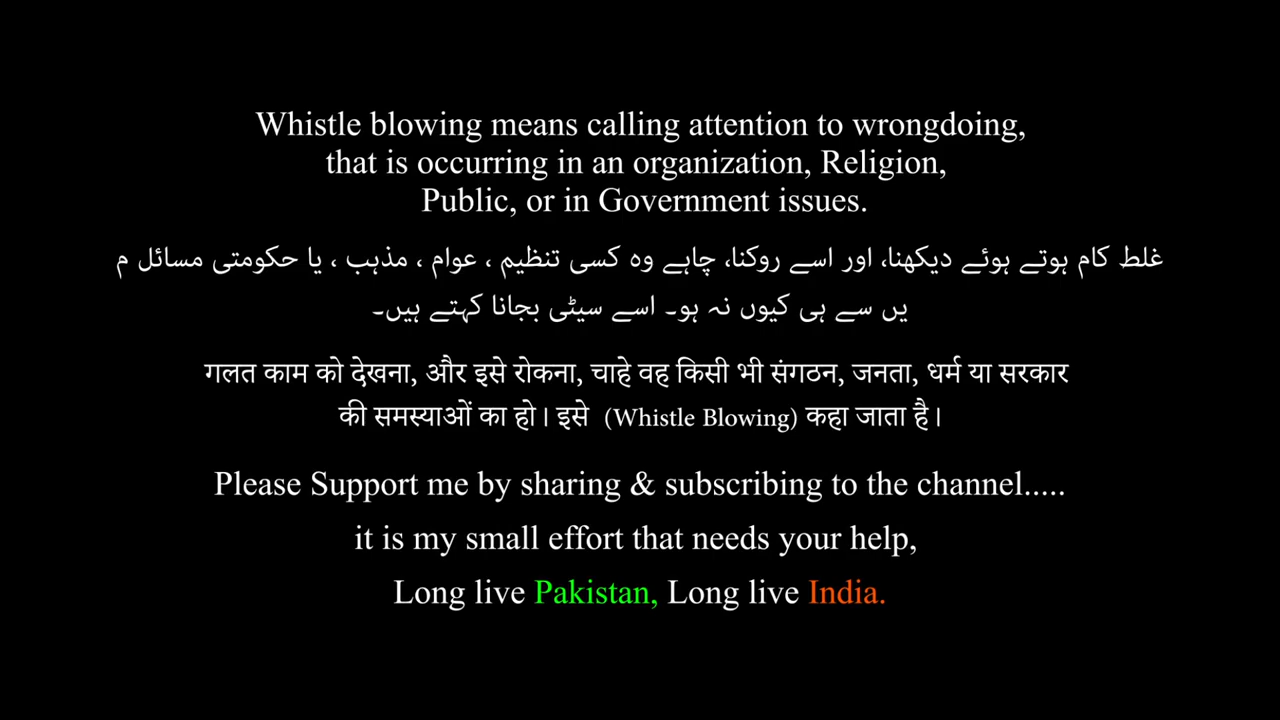 Whistle blowing means calling attention to wrongdoing,
that is occurring in an organization, Religion,
Public, or in Government issues.
غلط کام ہوتے ہوئے دیکھنا، اور اسے روکنا، چاہے وہ کسی تنظیم ، عوام ، مذہب ، یا حکومتی مسائل م
یں سے ہی کیوں نہ ہو۔ اسے سیٹی بجانا کہتے ہیں۔
गलत काम को देखना, और इसे रोकना, चाहे वह किसी भी संगठन, जनता, धर्म या सरकार
की समस्याओं का हो। इसे (Whistle Blowing) कहा जाता है।
Please Support me by sharing & subscribing to the channel.....
it is my small effort that needs your help,
Long live Pakistan, Long live India.